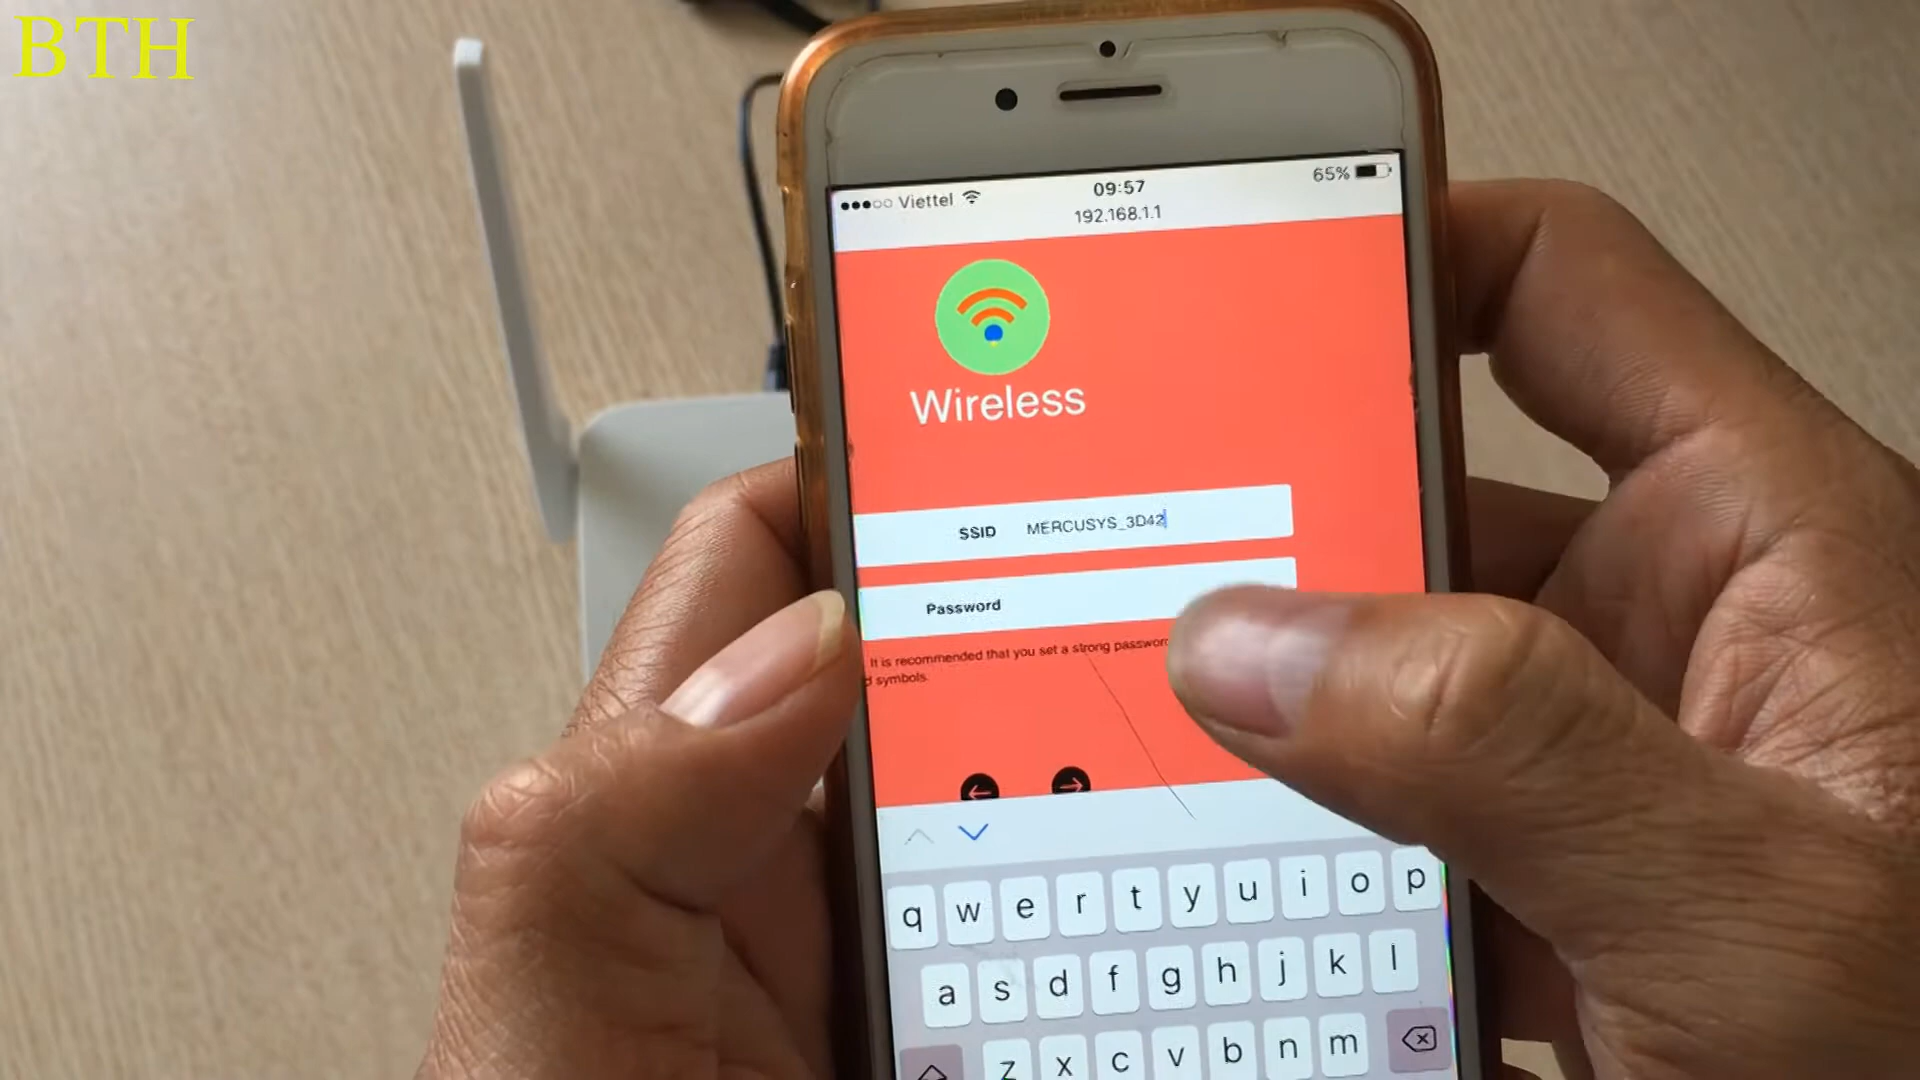 BTH
Viettel
09:57
65%
192.168.1.1
Wireless
SSID MERCUSYS_3D42
Password
It is recommended that you set a strong password
symbols.
q w e r t y u i o p
a s d f g h j k l
z x c v b n m